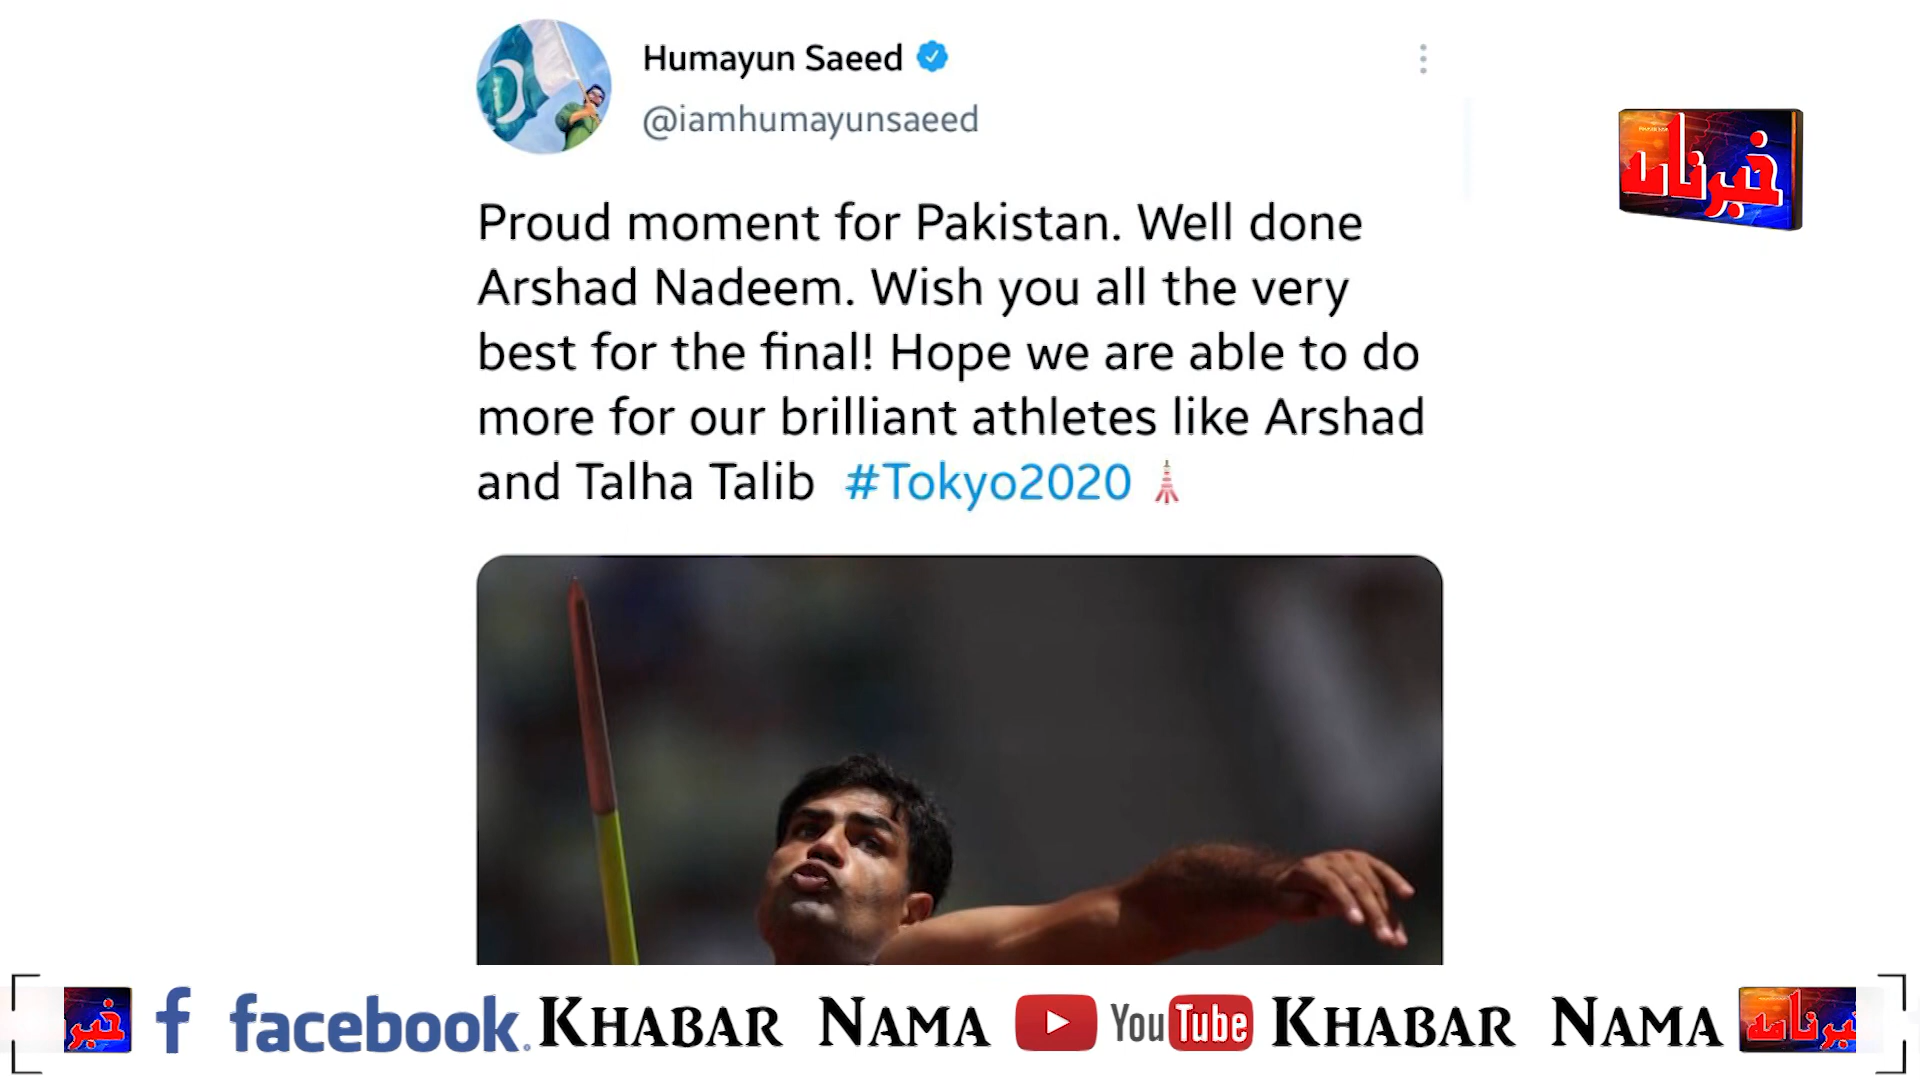 Humayun Saeed
@iamhumayunsaeed
خبرنامہ
Proud moment for Pakistan. Well done
Arshad Nadeem. Wish you all the very
best for the final! Hope we are able to do
more for our brilliant athletes like Arshad
and Talha Talib #Tokyo2020
خبر f facebook. KHABAR NAMA YouTube KHABAR NAMA خبرنامہ